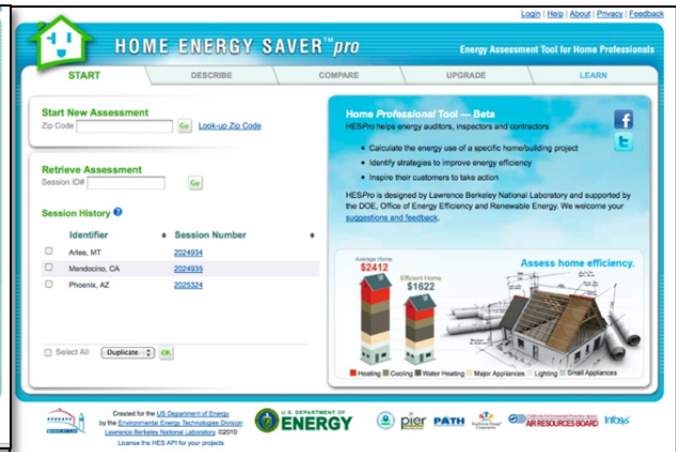 Login | Help | About | Privacy | Feedback
HOME ENERGY SAVER™pro
Energy Assessment Tool for Home Professionals
START
DESCRIBE
COMPARE
UPGRADE
LEARN
Start New Assessment
Zip Code
Go
Look-up Zip Code
Retrieve Assessment
Session ID#
Go
Session History
Identifier
Session Number
Arlee, MT
2024934
Mendocino, CA
2024935
Phoenix, AZ
2025324
Select All
Duplicate
OK
Home Professional Tool — Beta
HESPro helps energy auditors, inspectors and contractors
• Calculate the energy use of a specific home/building project
• Identify strategies to improve energy efficiency
• Inspire their customers to take action
HESPro is designed by Lawrence Berkeley National Laboratory and supported by
the DOE, Office of Energy Efficiency and Renewable Energy. We welcome your
suggestions and feedback.
Average Home
$2412
Efficient Home
$1622
Assess home efficiency.
Heating Cooling Water Heating Major Appliances Lighting Small Appliances
Created for the US Department of Energy
by the Environmental Energy Technologies Division
Lawrence Berkeley National Laboratory, ©2010
License the HES API for your projects
U.S. DEPARTMENT OF
ENERGY
pier
PATH
AIR RESOURCES BOARD
Infosys